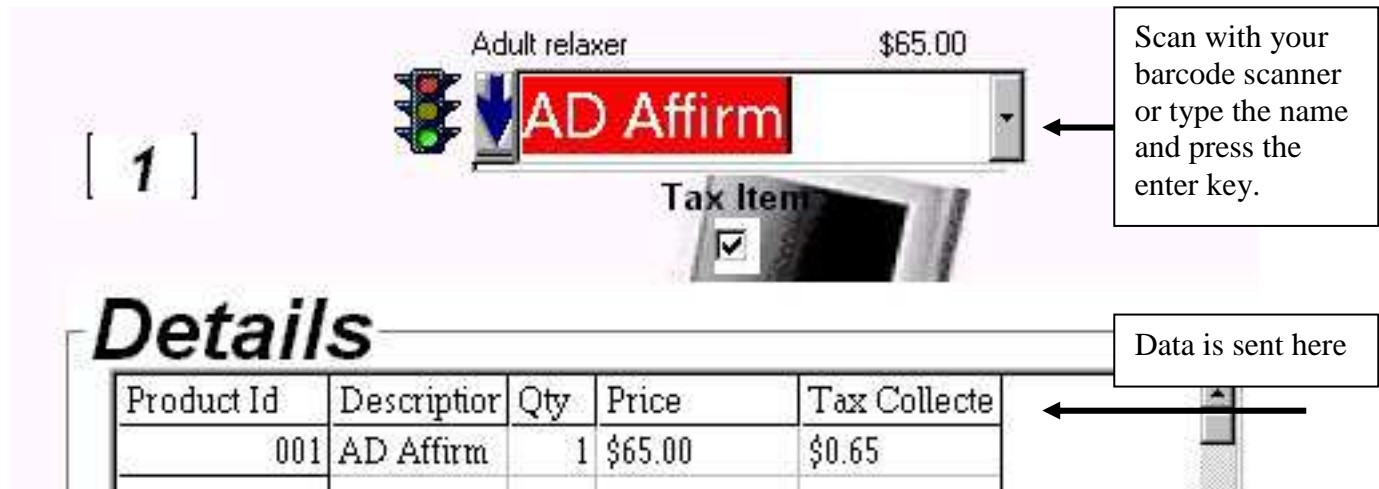 Adult relaxer $65.00
AD Affirm
[ 1 ]
Tax Item
Scan with your
barcode scanner
or type the name
and press the
enter key.
Details
Data is sent here
Product Id Descriptior Qty Price Tax Collecte
001 AD Affirm 1 $65.00 $0.65